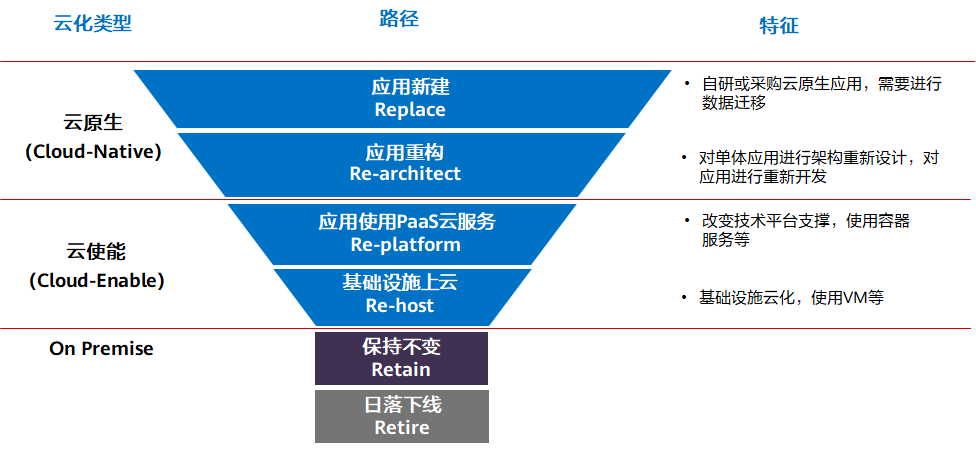 云化类型
路径
特征
云原生
(Cloud-Native)
应用新建
Replace
• 自研或采购云原生应用，需要进行
数据迁移
应用重构
Re-architect
• 对单体应用进行架构重新设计，对
应用进行重新开发
云使能
(Cloud-Enable)
应用使用PaaS云服务
Re-platform
• 改变技术平台支撑，使用容器
服务等
基础设施上云
Re-host
• 基础设施云化，使用VM等
On Premise
保持不变
Retain
日落下线
Retire